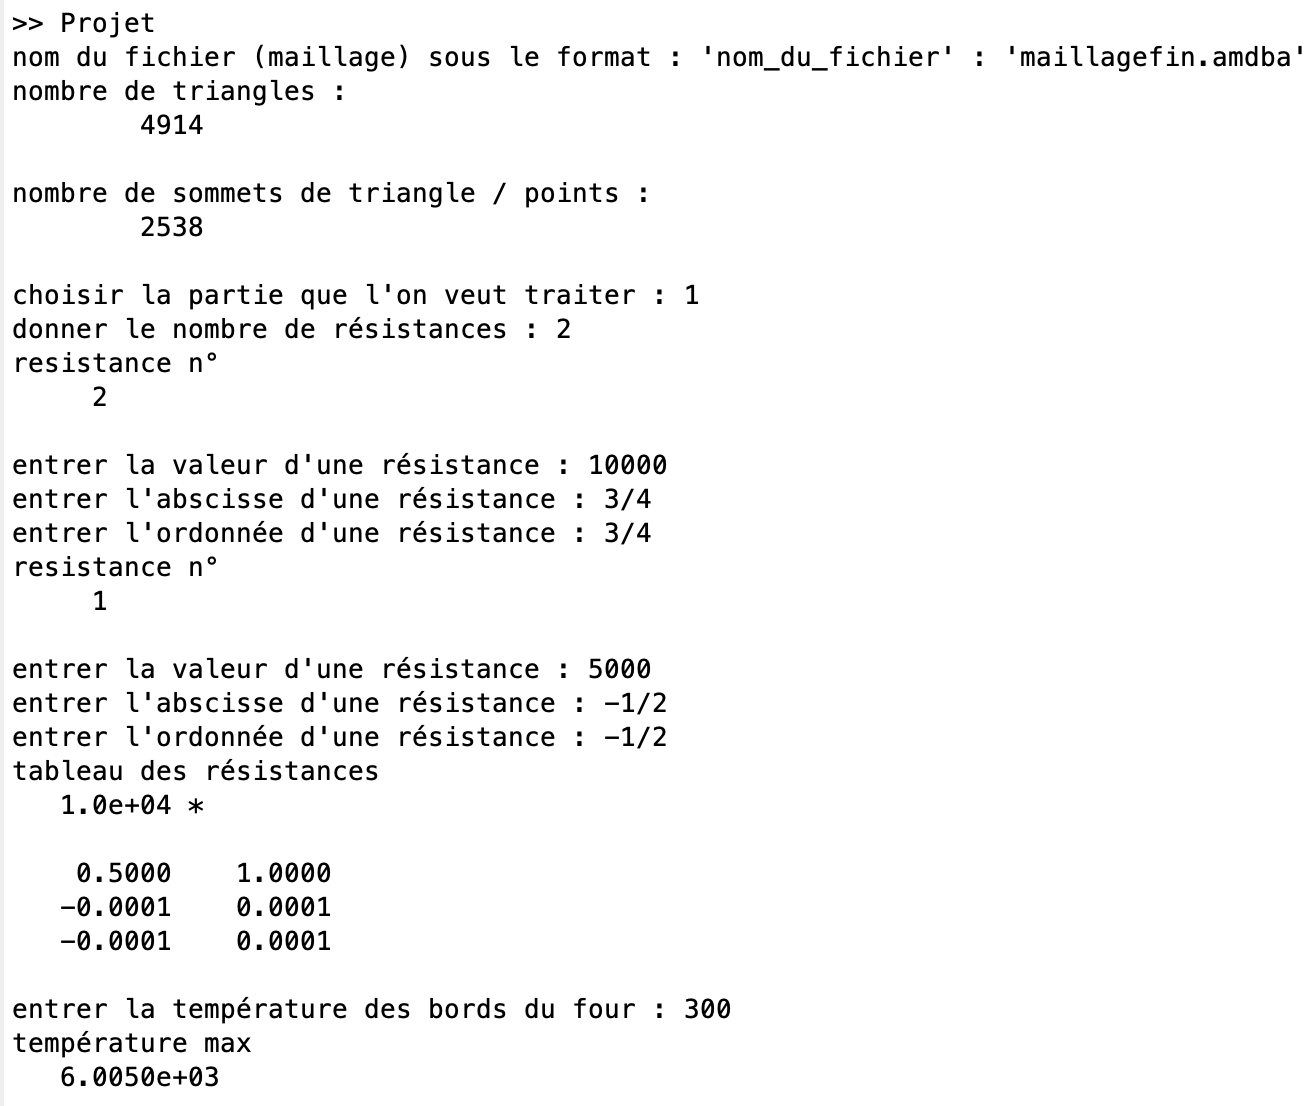 >> Projet
nom du fichier (maillage) sous le format : 'nom_du_fichier' : 'maillagefin.amdba'
nombre de triangles :
4914
nombre de sommets de triangle / points :
2538
choisir la partie que l'on veut traiter : 1
donner le nombre de résistances : 2
resistance n°
2
entrer la valeur d'une résistance : 10000
entrer l'abscisse d'une résistance : 3/4
entrer l'ordonnée d'une résistance : 3/4
resistance n°
1
entrer la valeur d'une résistance : 5000
entrer l'abscisse d'une résistance : -1/2
entrer l'ordonnée d'une résistance : -1/2
tableau des résistances
1.0e+04 *
0.5000 1.0000
-0.0001 0.0001
-0.0001 0.0001
entrer la température des bords du four : 300
température max
6.0050e+03